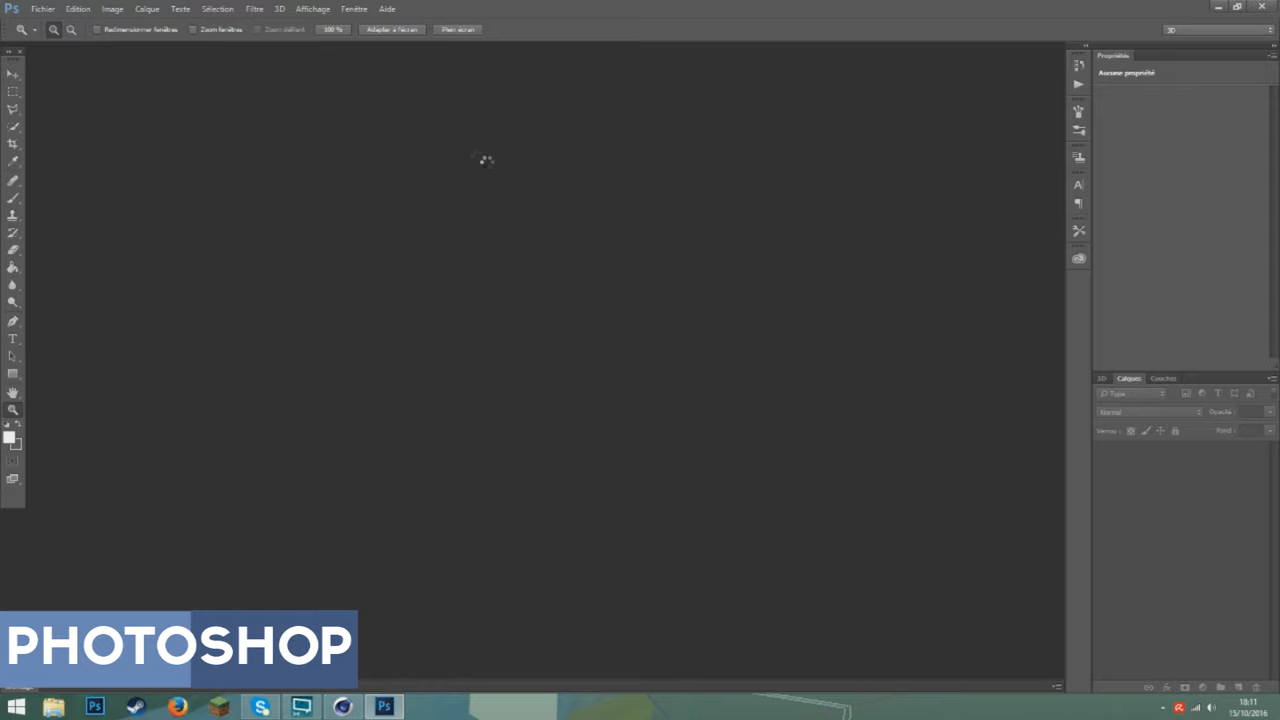 Ps Fichier Edition Image Calque Texte Sélection Filtre 3D Affichage Fenêtre Aide
Redimensionner fenêtres Zoom fenêtres Zoom défilant 100 % Adapter à l'écran Plein écran 3D
Propriétés
Aucune propriété
3D Calques Couches
Type
Normal Opacité :
Verrou : Fond :
PHOTOSHOP
18:11
15/10/2016